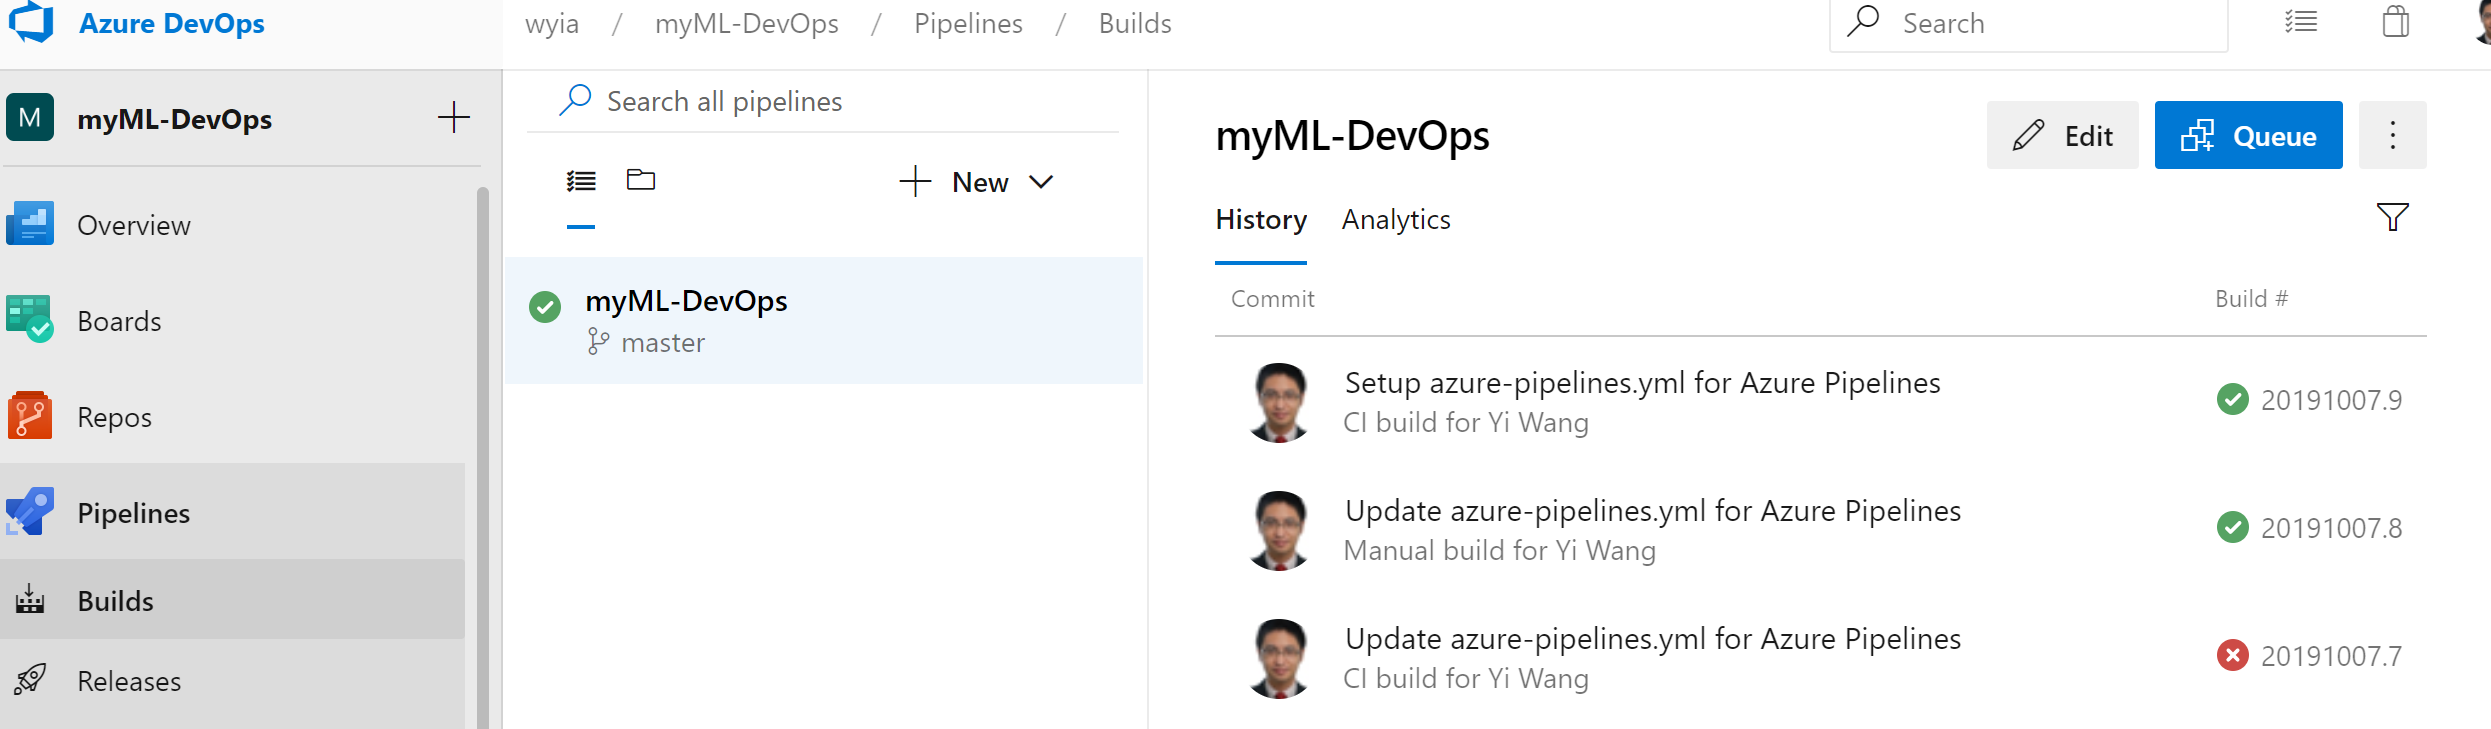 Azure DevOps
wyia / myML-DevOps / Pipelines / Builds
Search
M
myML-DevOps
Overview
Boards
Repos
Pipelines
Builds
Releases
Search all pipelines
New
myML-DevOps
master
myML-DevOps
Edit
Queue
History Analytics
Commit Build #
Setup azure-pipelines.yml for Azure Pipelines
CI build for Yi Wang
20191007.9
Update azure-pipelines.yml for Azure Pipelines
Manual build for Yi Wang
20191007.8
Update azure-pipelines.yml for Azure Pipelines
CI build for Yi Wang
20191007.7